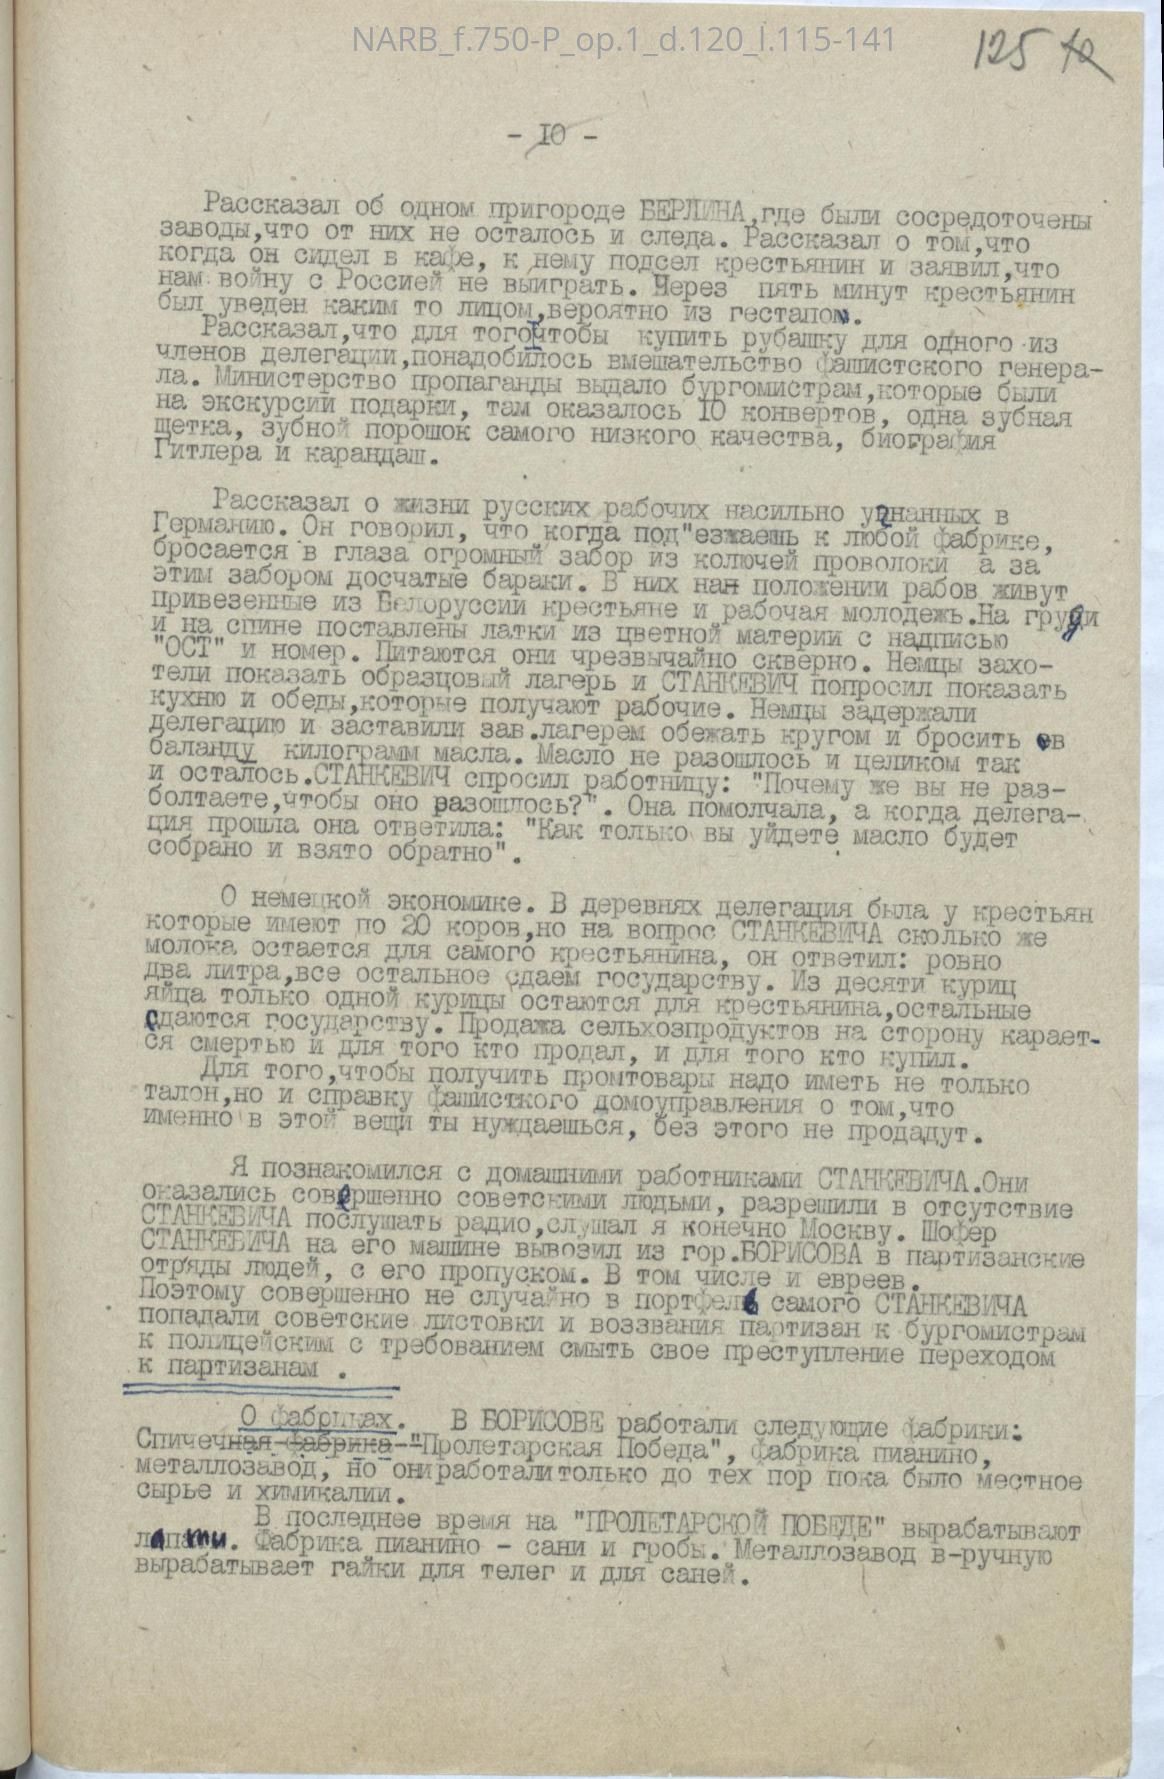 NARB_f.750-P_op.1_d.120_l.115-141
125
- 10 -
Рассказал об одном пригороде БЕРЛИНА,где были сосредоточены
заводы,что от них не осталось и следа. Рассказал о том,что
когда он сидел в кафе, к нему подсел крестьянин и заявил,что
нам войну с Россией не выиграть. Через пять минут крестьянин
был уведен каким то лицом,вероятно из гестапо.
Рассказал,что для того чтобы купить рубашку для одного из
членов делегации,понадобилось вмешательство фашистского генера-
ла. Министерство пропаганды выдало бургомистрам,которые были
на экскурсии подарки, там оказалось 10 конвертов, одна зубная
щетка, зубной порошок самого низкого качества, биография
Гитлера и карандаш.
Рассказал о жизни русских рабочих насильно угнанных в
Германию. Он говорил, что когда под"езжаешь к любой фабрике,
бросается в глаза огромный забор из колючей проволоки а за
этим забором досчатые бараки. В них на положении рабов живут
привезенные из Белоруссии крестьяне и рабочая молодежь.На груди
и на спине поставлены латки из цветной материи с надписью
"ОСТ" и номер. Питаются они чрезвычайно скверно. Немцы захо-
тели показать образцовый лагерь и СТАНКЕВИЧ попросил показать
кухню и обеды,которые получают рабочие. Немцы задержали
делегацию и заставили зав.лагерем обежать кругом и бросить в
баланду килограмм масла. Масло не разошлось и целиком так
и осталось.СТАНКЕВИЧ спросил работницу: "Почему же вы не раз-
болтаете,чтобы оно разошлось?". Она помолчала, а когда делега-
ция прошла она ответила: "Как только вы уйдете масло будет
собрано и взято обратно".
О немецкой экономике. В деревнях делегация была у крестьян
которые имеют по 20 коров,но на вопрос СТАНКЕВИЧА сколько же
молока остается для самого крестьянина, он ответил: ровно
два литра,все остальное сдаем государству. Из десяти куриц
яйца только одной курицы остаются для крестьянина,остальные
сдаются государству. Продажа сельхозпродуктов на сторону карает-
ся смертью и для того кто продал, и для того кто купил.
Для того,чтобы получить промтовары надо иметь не только
талон,но и справку фашисткого домоуправления о том,что
именно в этой вещи ты нуждаешься, без этого не продадут.
Я познакомился с домашними работниками СТАНКЕВИЧА.Они
оказались совершенно советскими людьми, разрешили в отсутствие
СТАНКЕВИЧА послушать радио,слушал я конечно Москву. Шофер
СТАНКЕВИЧА на его машине вывозил из гор.БОРИСОВА в партизанские
отряды людей, с его пропуском. В том числе и евреев.
Поэтому совершенно не случайно в портфель самого СТАНКЕВИЧА
попадали советские листовки и воззвания партизан к бургомистрам
к полицейским с требованием смыть свое преступление переходом
к партизанам .
О фабриках. В БОРИСОВЕ работали следующие фабрики:
Спичечная фабрика-"Пролетарская Победа", фабрика пианино,
металлозавод, но они работали только до тех пор пока было местное
сырье и химикалии.
В последнее время на "ПРОЛЕТАРСКОЙ ПОБЕДЕ" вырабатывают
лапти. Фабрика пианино - сани и гробы. Металлозавод в-ручную
вырабатывает гайки для телег и для саней.